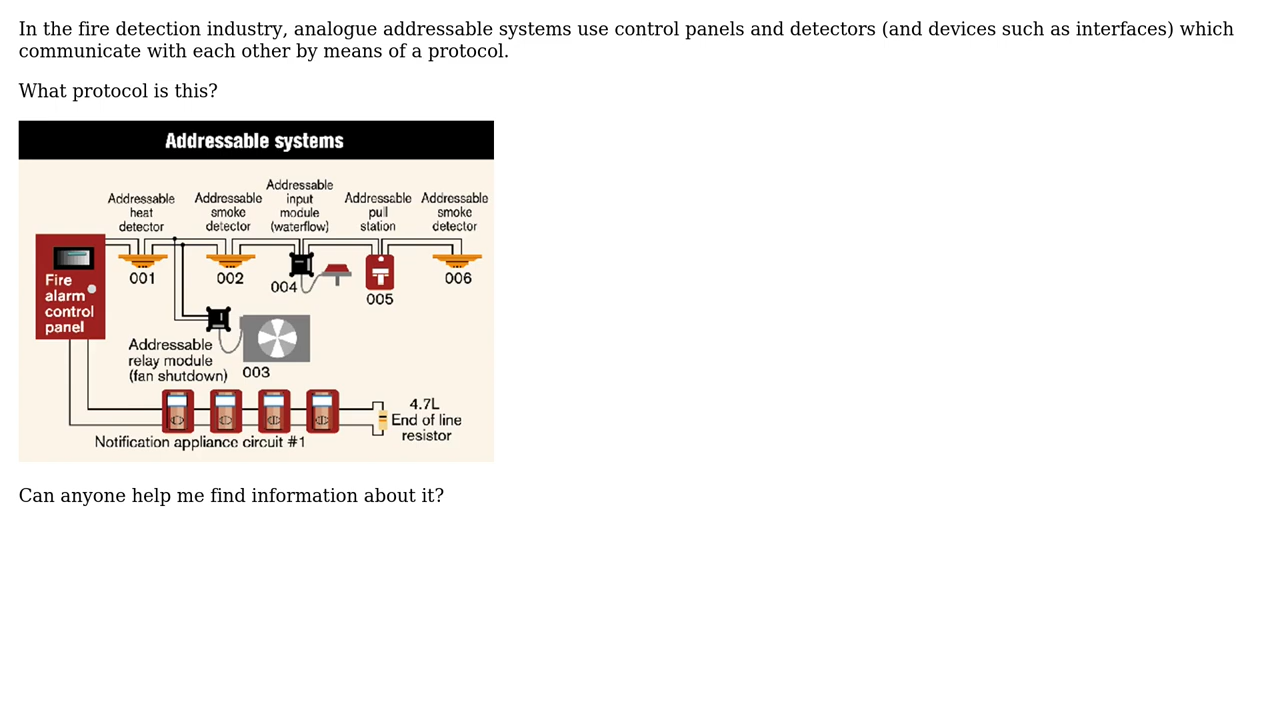 In the fire detection industry, analogue addressable systems use control panels and detectors (and devices such as interfaces) which
communicate with each other by means of a protocol.
What protocol is this?
Addressable systems
Addressable
heat
detector
Addressable
smoke
detector
Addressable
input
module
(waterflow)
Addressable
pull
station
Addressable
smoke
detector
Fire
alarm
control
panel
001
002
004
005
006
Addressable
relay module
(fan shutdown)
003
4.7L
End of line
resistor
Notification appliance circuit #1
Can anyone help me find information about it?